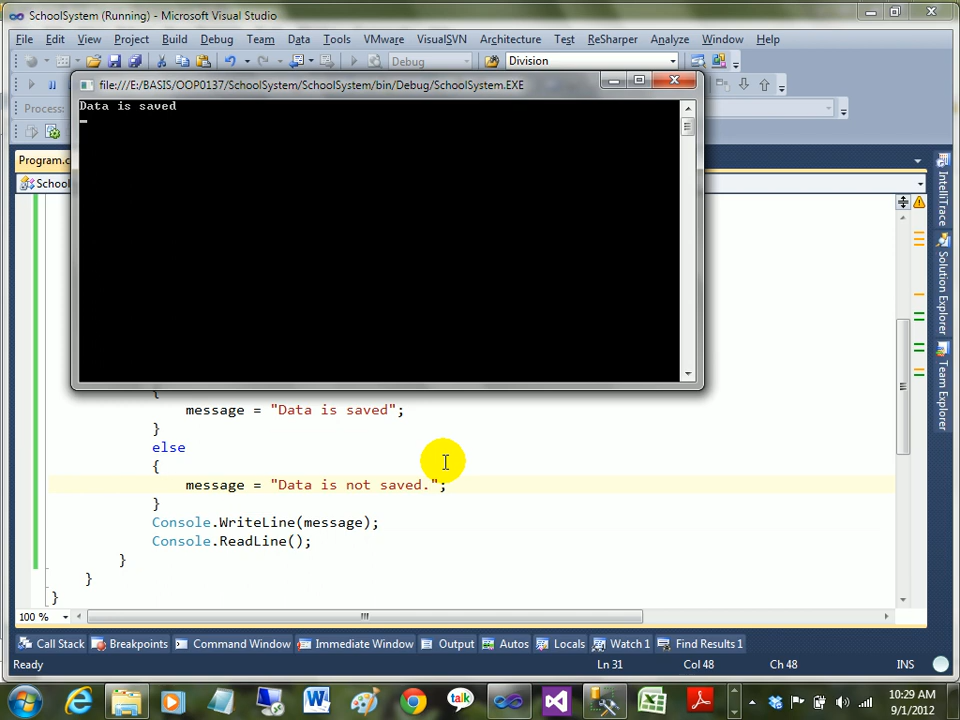 SchoolSystem (Running) - Microsoft Visual Studio
File Edit View Project Build Debug Team Data Tools VMware VisualSVN Architecture Test ReSharper Analyze Window Help
Debug Division
file:///E:/BASIS/OOP0137/SchoolSystem/SchoolSystem/bin/Debug/SchoolSystem.EXE
Process:
Data is saved
Program.c
School
IntelliTrace
Solution Explorer
Team Explorer
{
message = "Data is saved";
}
else
{
message = "Data is not saved.";
}
Console.WriteLine(message);
Console.ReadLine();
}
}
}
100 %
Call Stack Breakpoints Command Window Immediate Window Output Autos Locals Watch 1 Find Results 1
Ready Ln 31 Col 48 Ch 48 INS
talk
10:29 AM
9/1/2012